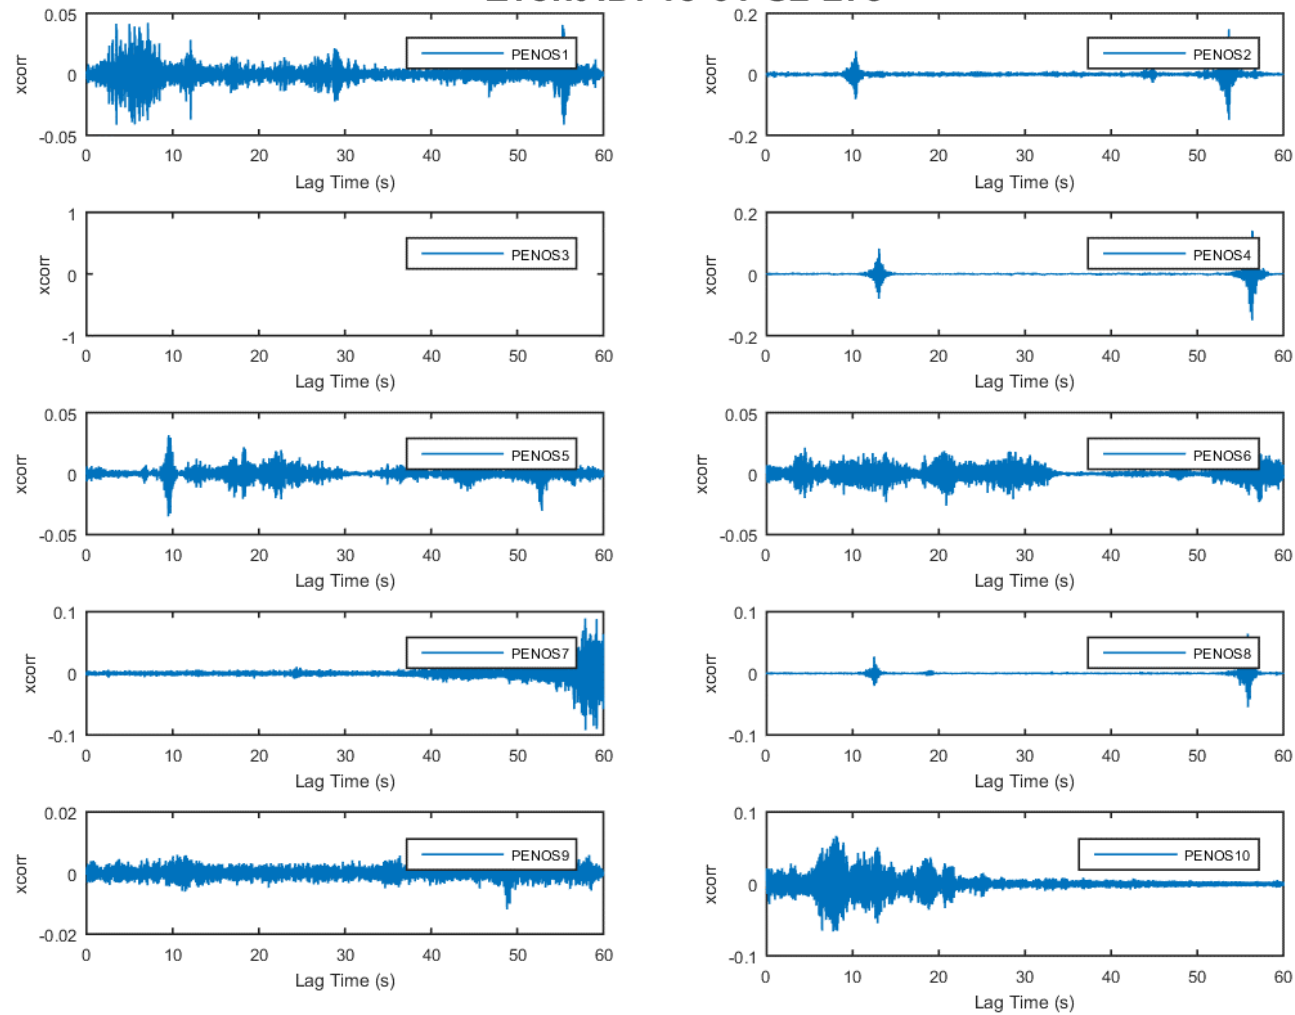 xcorr
0.05
0
-0.05
PENOS1
0 10 20 30 40 50 60
Lag Time (s)
xcorr
0.2
0
-0.2
PENOS2
0 10 20 30 40 50 60
Lag Time (s)
xcorr
1
0
-1
PENOS3
0 10 20 30 40 50 60
Lag Time (s)
xcorr
0.2
0
-0.2
PENOS4
0 10 20 30 40 50 60
Lag Time (s)
xcorr
0.05
0
-0.05
PENOS5
0 10 20 30 40 50 60
Lag Time (s)
xcorr
0.05
0
-0.05
PENOS6
0 10 20 30 40 50 60
Lag Time (s)
xcorr
0.1
0
-0.1
PENOS7
0 10 20 30 40 50 60
Lag Time (s)
xcorr
0.1
0
-0.1
PENOS8
0 10 20 30 40 50 60
Lag Time (s)
xcorr
0.02
0
-0.02
PENOS9
0 10 20 30 40 50 60
Lag Time (s)
xcorr
0.1
0
-0.1
PENOS10
0 10 20 30 40 50 60
Lag Time (s)